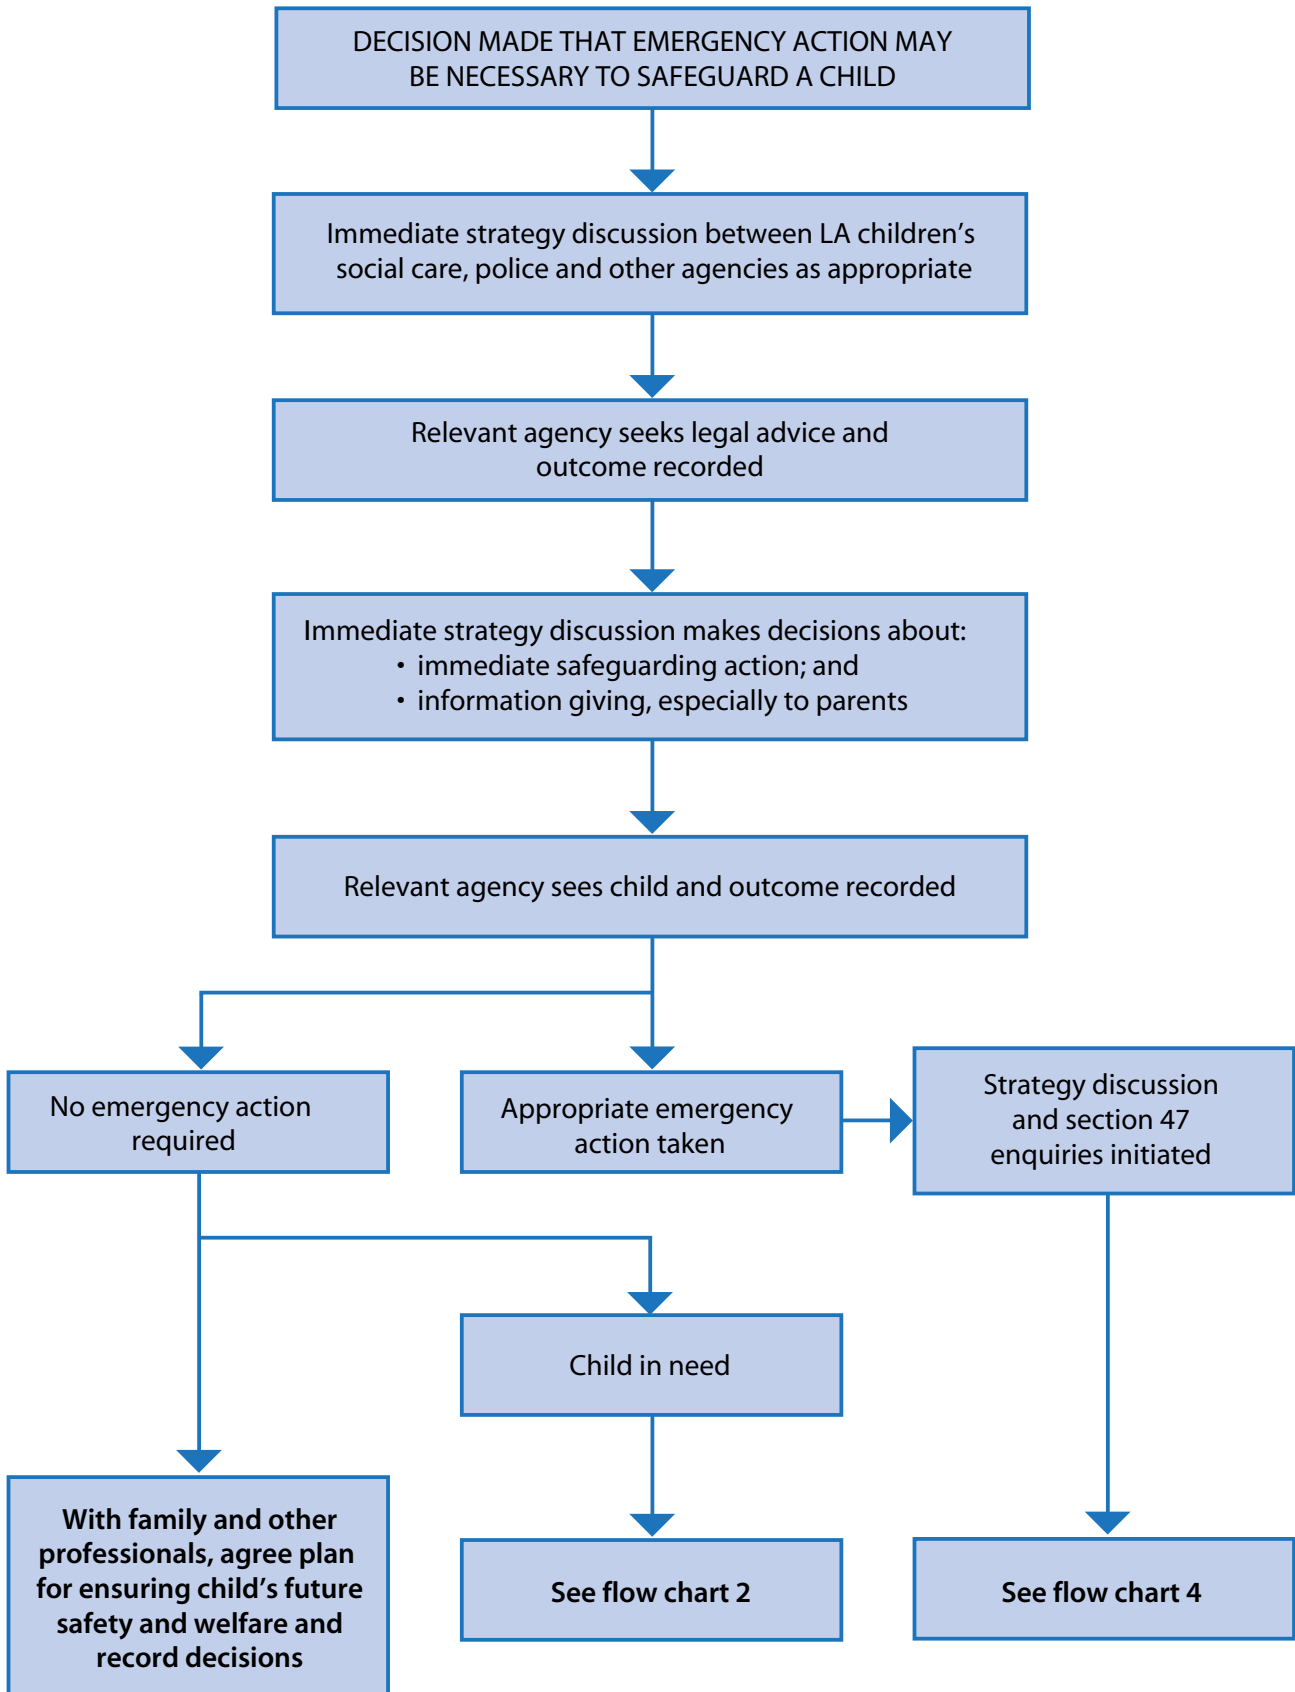 DECISION MADE THAT EMERGENCY ACTION MAY
BE NECESSARY TO SAFEGUARD A CHILD
Immediate strategy discussion between LA children’s
social care, police and other agencies as appropriate
Relevant agency seeks legal advice and
outcome recorded
Immediate strategy discussion makes decisions about:
• immediate safeguarding action; and
• information giving, especially to parents
Relevant agency sees child and outcome recorded
No emergency action
required
Appropriate emergency
action taken
Strategy discussion
and section 47
enquiries initiated
Child in need
With family and other
professionals, agree plan
for ensuring child’s future
safety and welfare and
record decisions
See flow chart 2
See flow chart 4